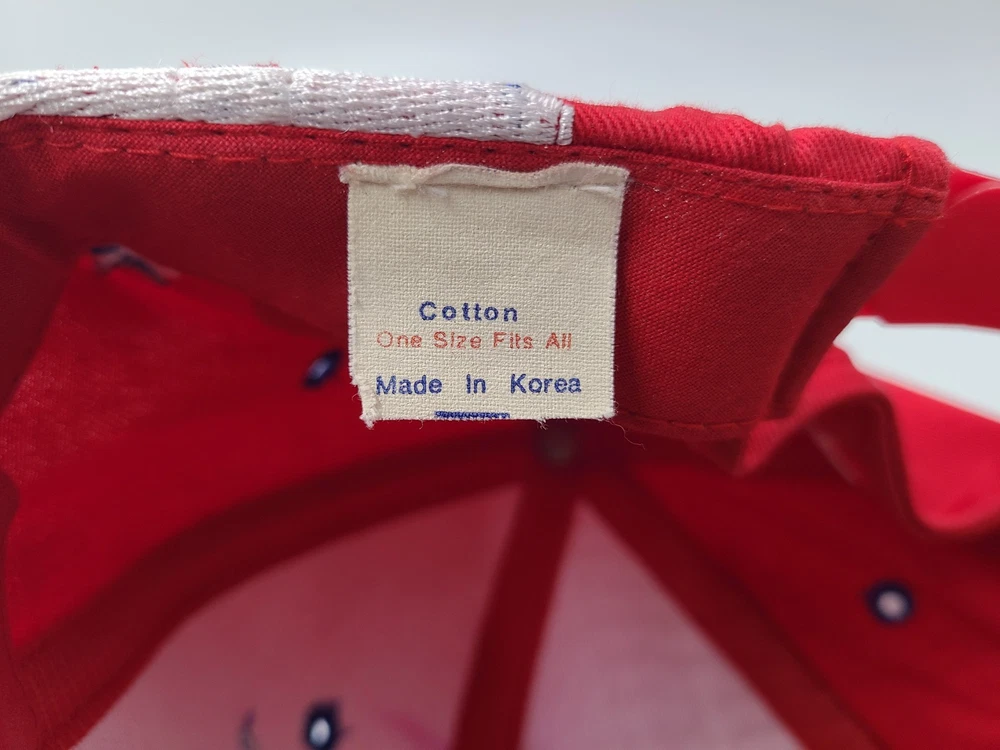 Cotton
One Size Fits All
Made In Korea